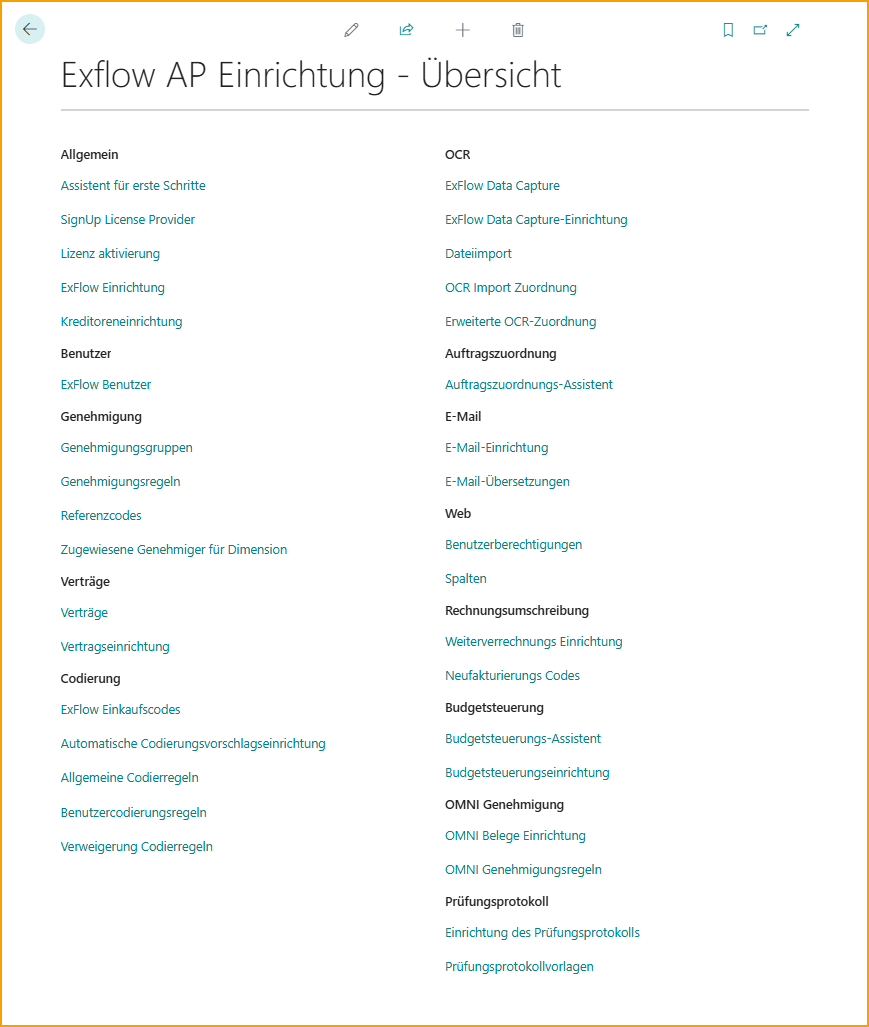 Exflow AP Einrichtung - Übersicht
Allgemein
Assistent für erste Schritte
SignUp License Provider
Lizenz aktivierung
ExFlow Einrichtung
Kreditoreneinrichtung
Benutzer
ExFlow Benutzer
Genehmigung
Genehmigungsgruppen
Genehmigungsregeln
Referenzcodes
Zugewiesene Genehmiger für Dimension
Verträge
Verträge
Vertragseinrichtung
Codierung
ExFlow Einkaufscodes
Automatische Codierungsvorschlagseinrichtung
Allgemeine Codierregeln
Benutzercodierungsregeln
Verweigerung Codierregeln
OCR
ExFlow Data Capture
ExFlow Data Capture-Einrichtung
Dateiimport
OCR Import Zuordnung
Erweiterte OCR-Zuordnung
Auftragszuordnung
Auftragszuordnungs-Assistent
E-Mail
E-Mail-Einrichtung
E-Mail-Übersetzungen
Web
Benutzerberechtigungen
Spalten
Rechnungsumschreibung
Weiterverrechnungs Einrichtung
Neufakturierungs Codes
Budgetsteuerung
Budgetsteuerungs-Assistent
Budgetsteuerungseinrichtung
OMNI Genehmigung
OMNI Belege Einrichtung
OMNI Genehmigungsregeln
Prüfungsprotokoll
Einrichtung des Prüfungsprotokolls
Prüfungsprotokollvorlagen